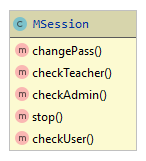 C MSession
m changePass()
m checkTeacher()
m checkAdmin()
m stop()
m checkUser()